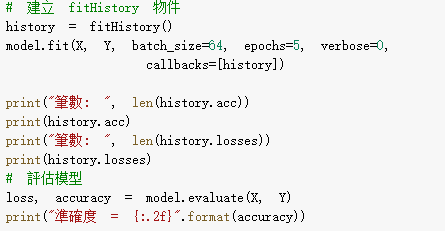 # 建立 fitHistory 物件
history = fitHistory()
model.fit(X, Y, batch_size=64, epochs=5, verbose=0,
callbacks=[history])
print("筆數: ", len(history.acc))
print(history.acc)
print("筆數: ", len(history.losses))
print(history.losses)
# 評估模型
loss, accuracy = model.evaluate(X, Y)
print("準確度 = {:.2f}".format(accuracy))